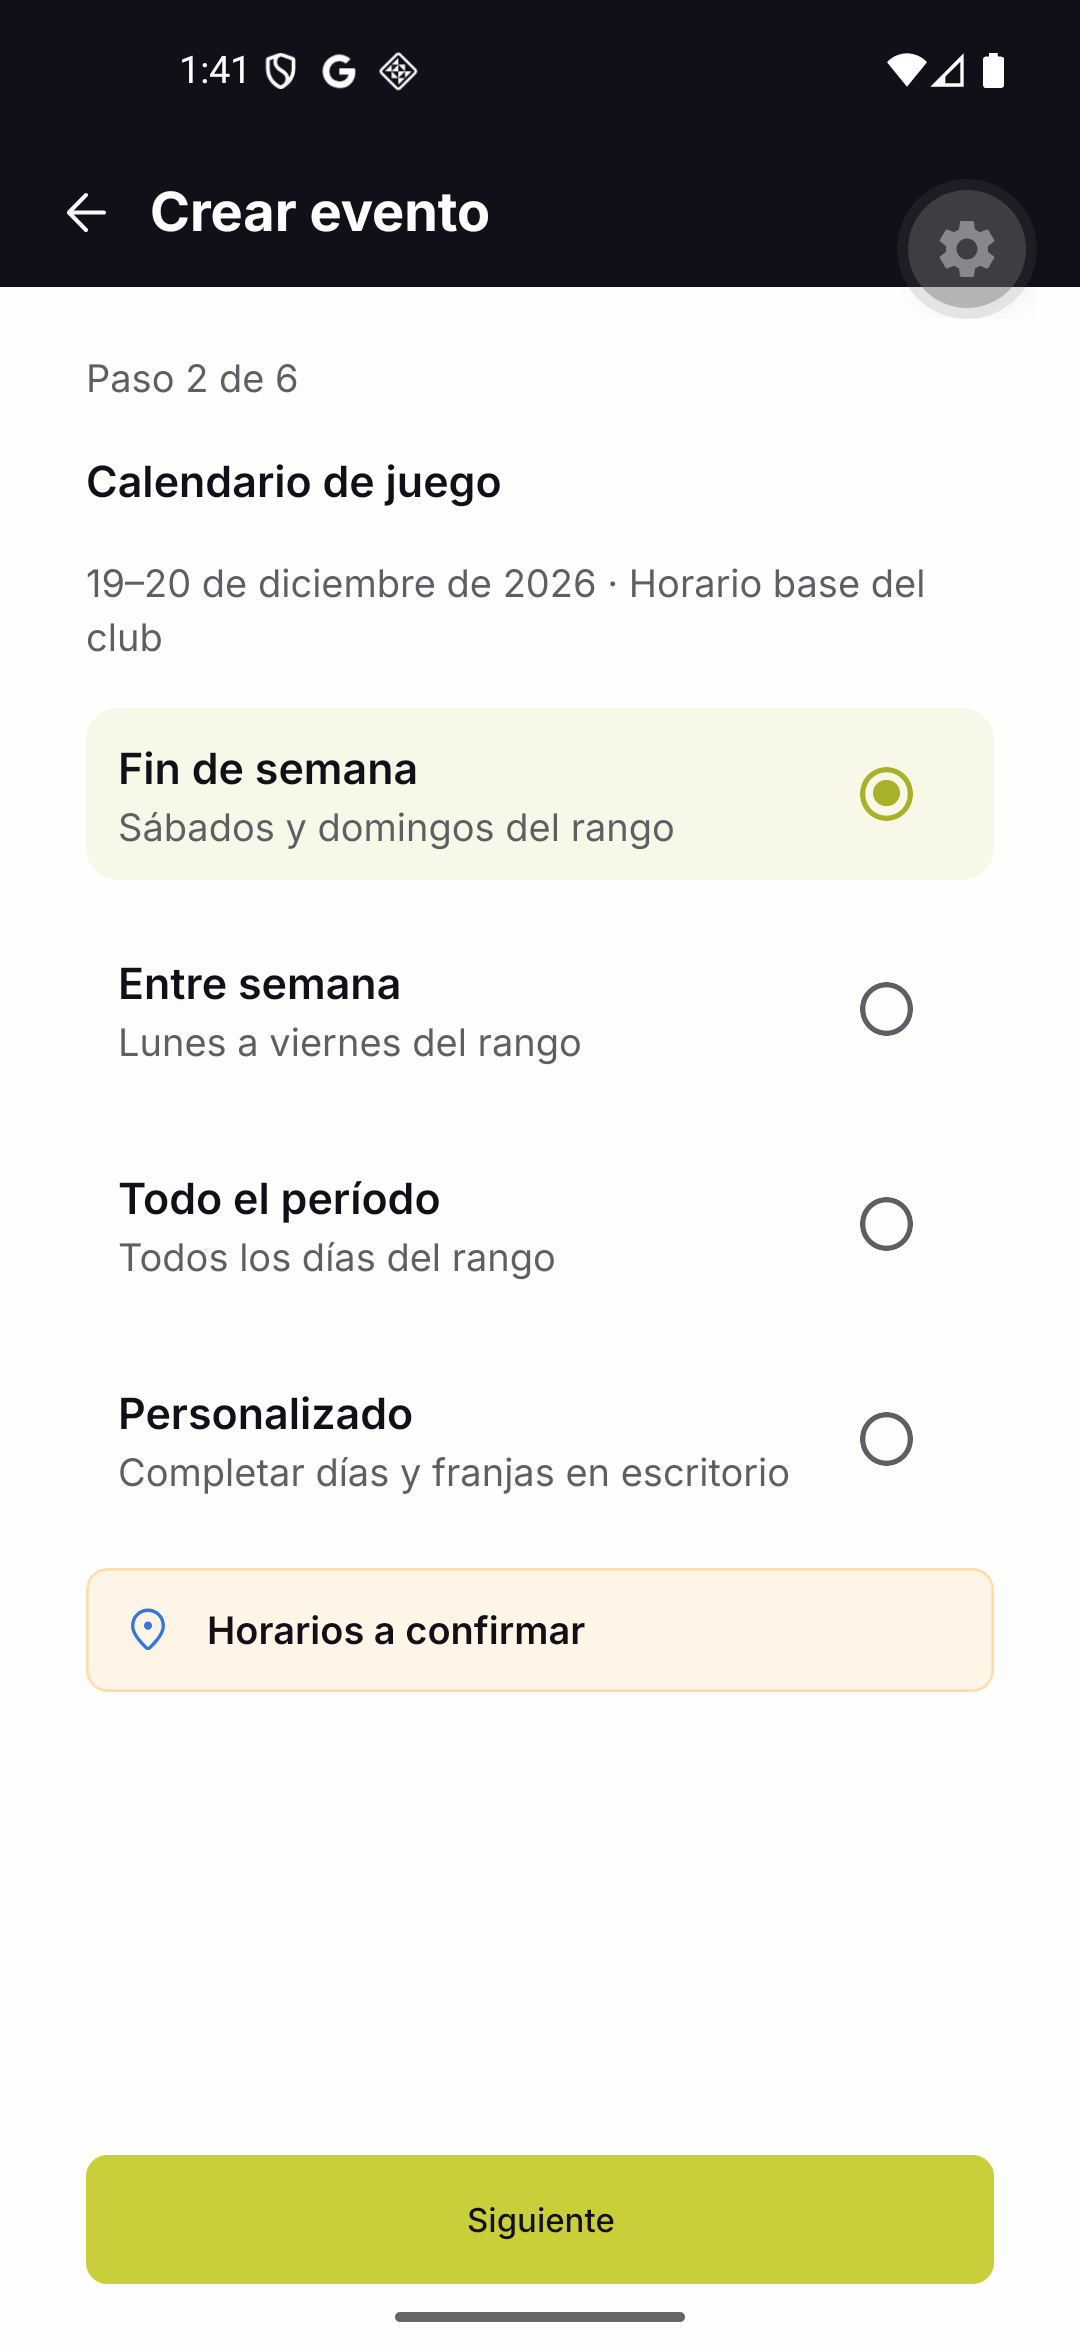 1:41
Crear evento
Paso 2 de 6
Calendario de juego
19–20 de diciembre de 2026 · Horario base del
club
Fin de semana
Sábados y domingos del rango
Entre semana
Lunes a viernes del rango
Todo el período
Todos los días del rango
Personalizado
Completar días y franjas en escritorio
Horarios a confirmar
Siguiente